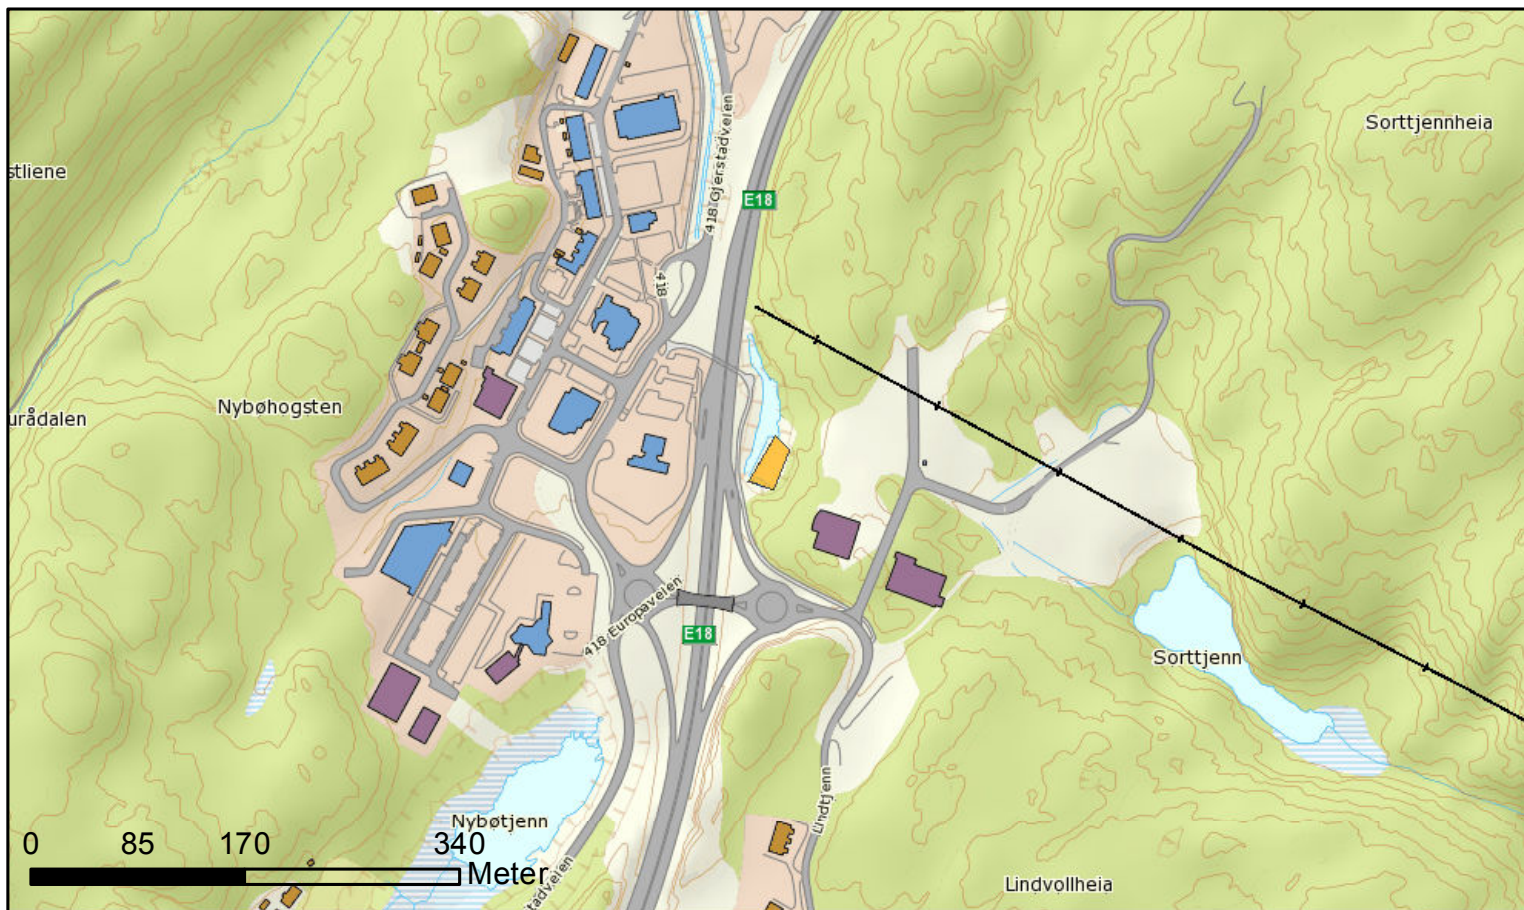 Sorttjennheia
stliene
418 Gjerstadveien
E18
418
Nybøhogsten
urådalen
418 Europaveien
E18
Sorttjenn
Lindtjenn
Nybøtjenn
0 85 170 340
Meter
tadveien
Lindvollheia